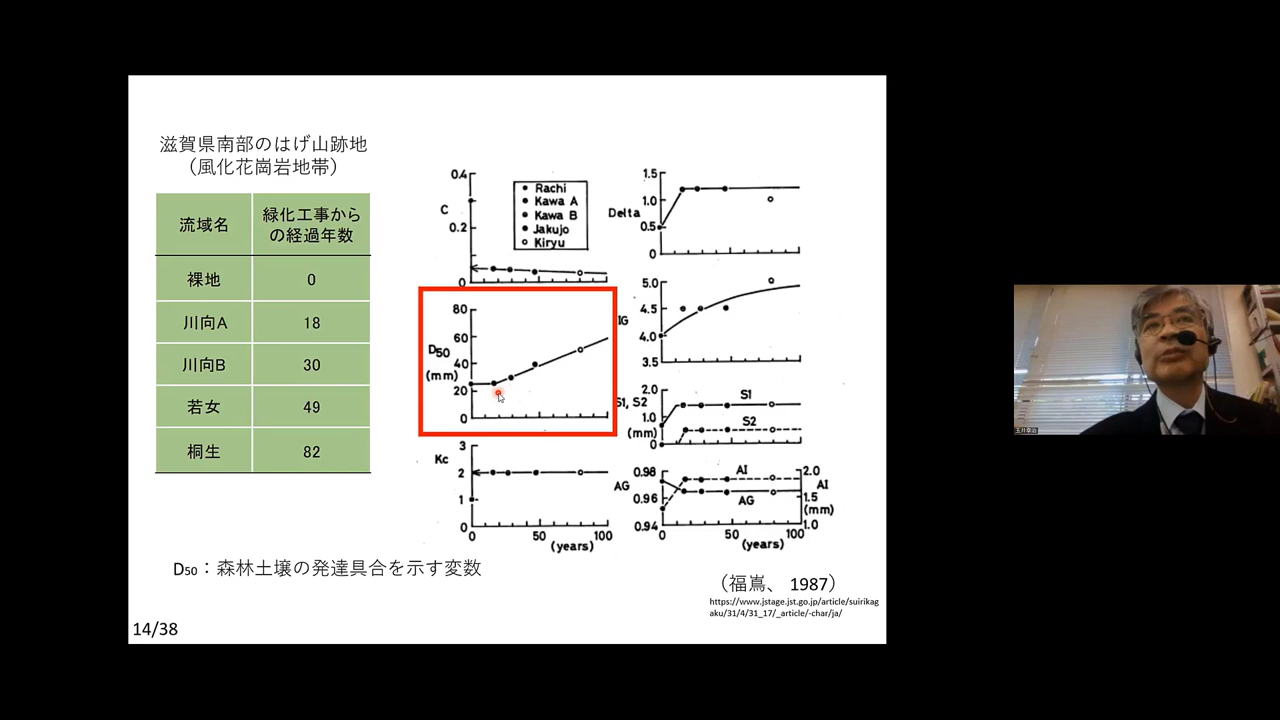 滋賀県南部のはげ山跡地
（風化花崗岩地帯）
流域名 緑化工事から
の経過年数
裸地 0
川向A 18
川向B 30
若女 49
桐生 82
0.4
C
0.2
0
Rachi
Kawa A
Kawa B
Jakujo
Kiryu
80
60
D50
40
(mm)
20
0
3
Kc
2
1
0
0 50 100
(years)
1.5
Delta 1.0
0.5
0
5.0
IG 4.5
4.0
3.5
2.0
S1, S2
1.0
(mm)
0
S1
S2
0.98
AG 0.96
0.94
AI
AG
2.0
AI
1.5
(mm)
1.0
0 50 100
(years)
D50：森林土壌の発達具合を示す変数
（福嶌、 1987）
https://www.jstage.jst.go.jp/article/suirikag
aku/31/4/31_17/_article/-char/ja/
14/38
玉井幸治